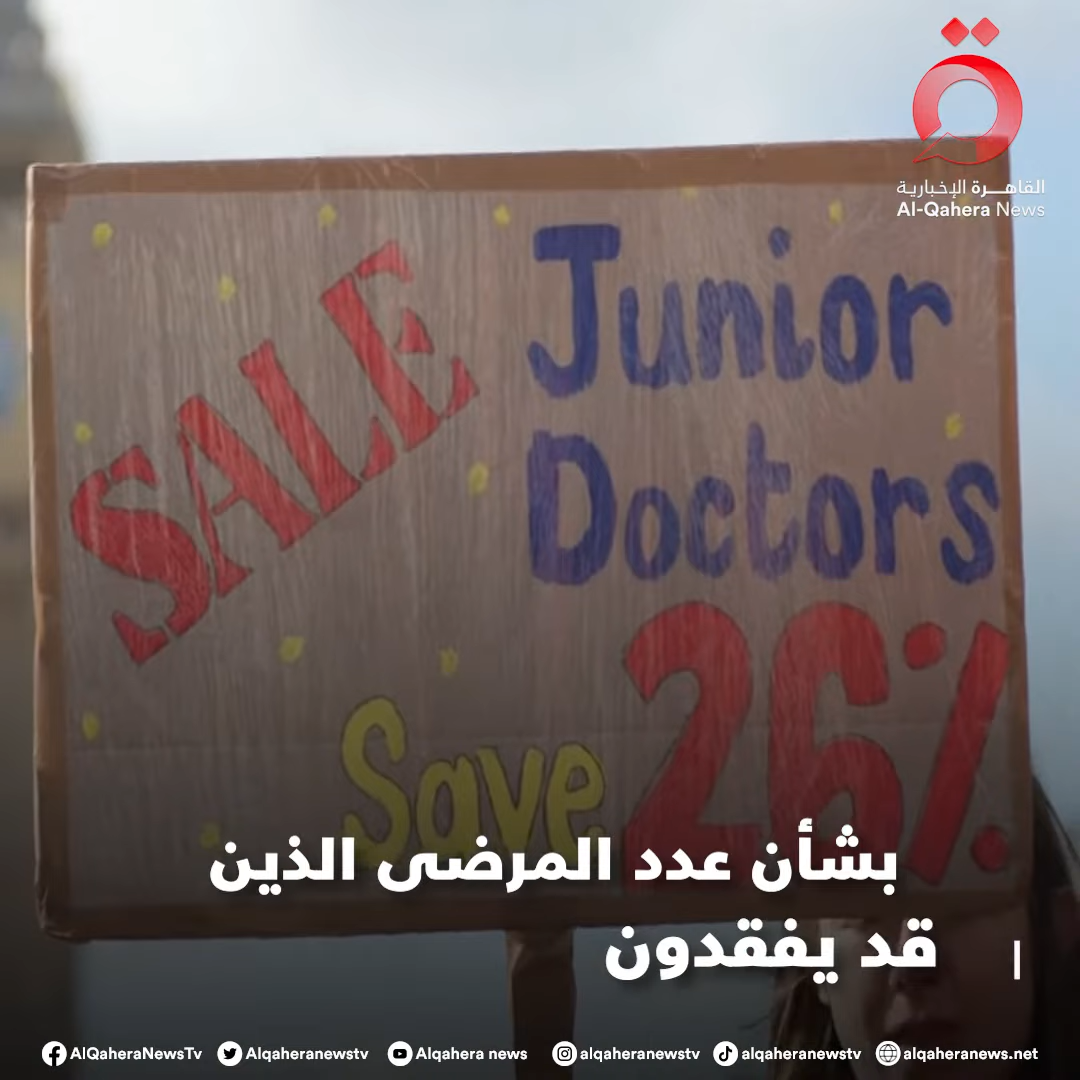 القاهـرة الإخبارية
Al-Qahera News
SALE
Junior
Doctors
Save 26%
بشأن عدد المرضى الذين
قد يفقدون
AlQaheraNewsTv Alqaheranewstv Alqahera news alqaheranewstv alqaheranewstv alqaheranews.net